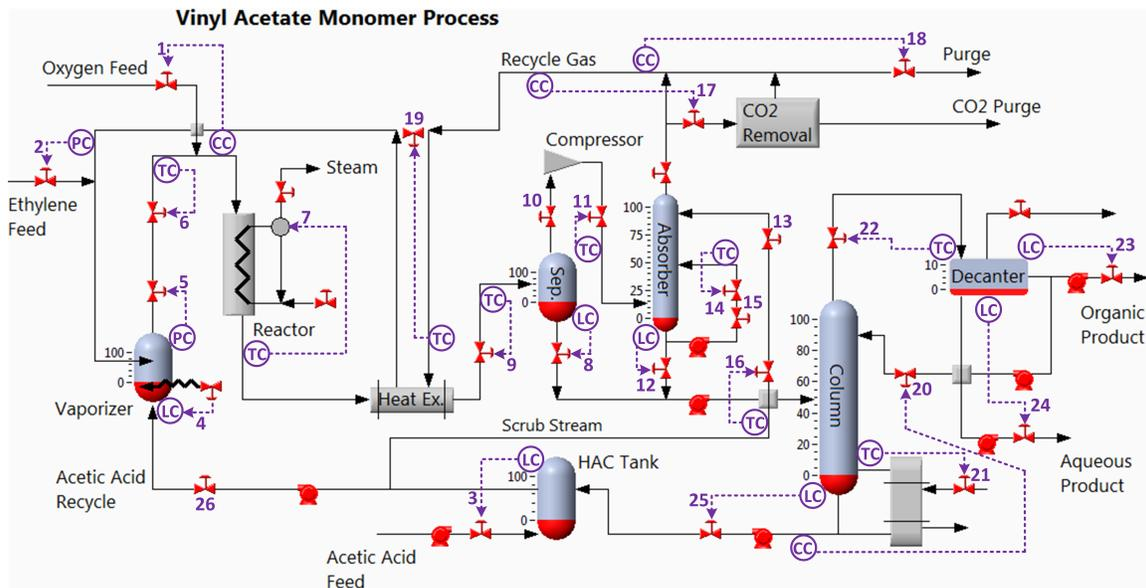 Vinyl Acetate Monomer Process
1
CC
18
Oxygen Feed
Recycle Gas
Purge
CC
17
19
CO2 Purge
2
PC
CC
Compressor
CO2
Removal
TC
Steam
Ethylene
Feed
6
7
10
11
13
100
75
50
25
0
Absorber
TC
TC
22
TC
LC
23
100
0
Sep.
10
0
Decanter
5
14
15
TC
LC
LC
Organic
Product
PC
Reactor
TC
TC
LC
100
80
60
40
20
0
Column
100
0
9
8
12
16
Vaporizer
LC
4
Heat Ex.
20
24
TC
Scrub Stream
Aqueous
Product
LC
HAC Tank
TC
Acetic Acid
Recycle
100
0
21
26
3
25
LC
CC
Acetic Acid
Feed